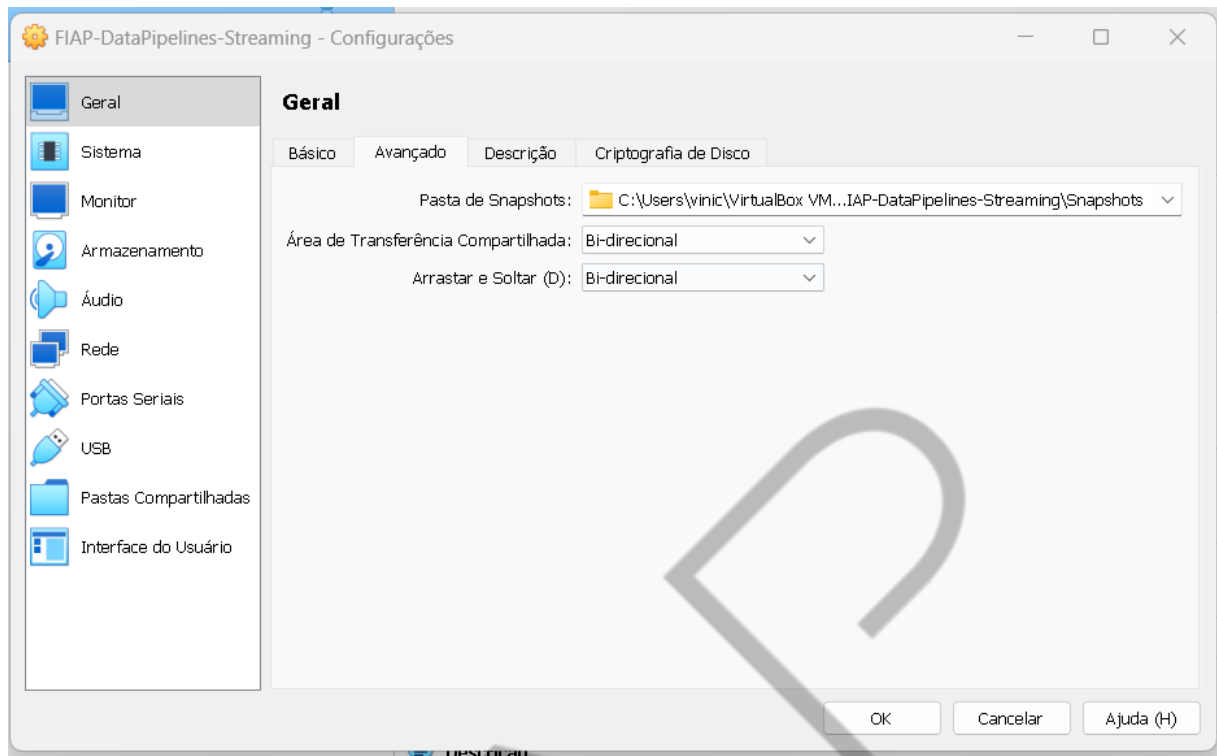 FIAP-DataPipelines-Streaming - Configurações
Geral
Sistema
Monitor
Armazenamento
Áudio
Rede
Portas Seriais
USB
Pastas Compartilhadas
Interface do Usuário
Geral
Básico Avançado Descrição Criptografia de Disco
Pasta de Snapshots: C:\Users\vinic\VirtualBox VM...IAP-DataPipelines-Streaming\Snapshots
Área de Transferência Compartilhada: Bi-direcional
Arrastar e Soltar (D): Bi-direcional
OK Cancelar Ajuda (H)